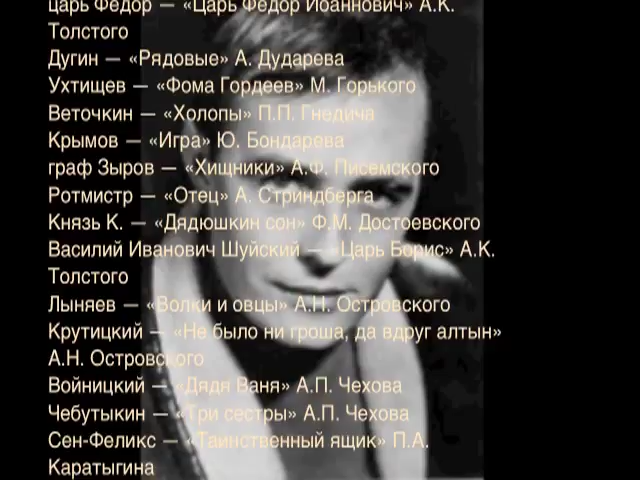 царь Федор — «Царь Федор Иоаннович» А.К.
Толстого
Дугин — «Рядовые» А. Дударева
Ухтищев — «Фома Гордеев» М. Горького
Веточкин — «Холопы» П.П. Гнедича
Крымов — «Игра» Ю. Бондарева
граф Зыров — «Хищники» А.Ф. Писемского
Ротмистр — «Отец» А. Стриндберга
Князь К. — «Дядюшкин сон» Ф.М. Достоевского
Василий Иванович Шуйский — «Царь Борис» А.К.
Толстого
Лыняев — «Волки и овцы» А.Н. Островского
Крутицкий — «Не было ни гроша, да вдруг алтын»
А.Н. Островского
Войницкий — «Дядя Ваня» А.П. Чехова
Чебутыкин — «Три сестры» А.П. Чехова
Сен-Феликс — «Таинственный ящик» П.А.
Каратыгина